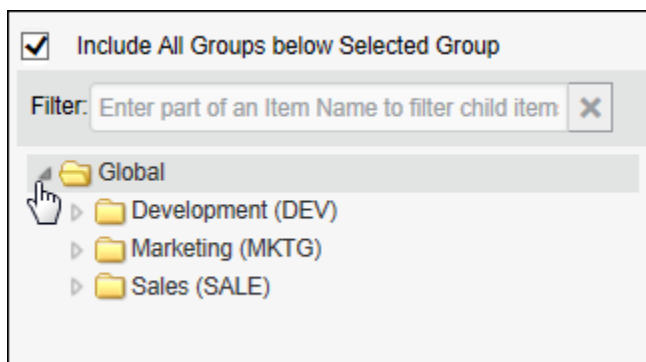 Include All Groups below Selected Group
Filter: Enter part of an Item Name to filter child item
Global
Development (DEV)
Marketing (MKTG)
Sales (SALE)